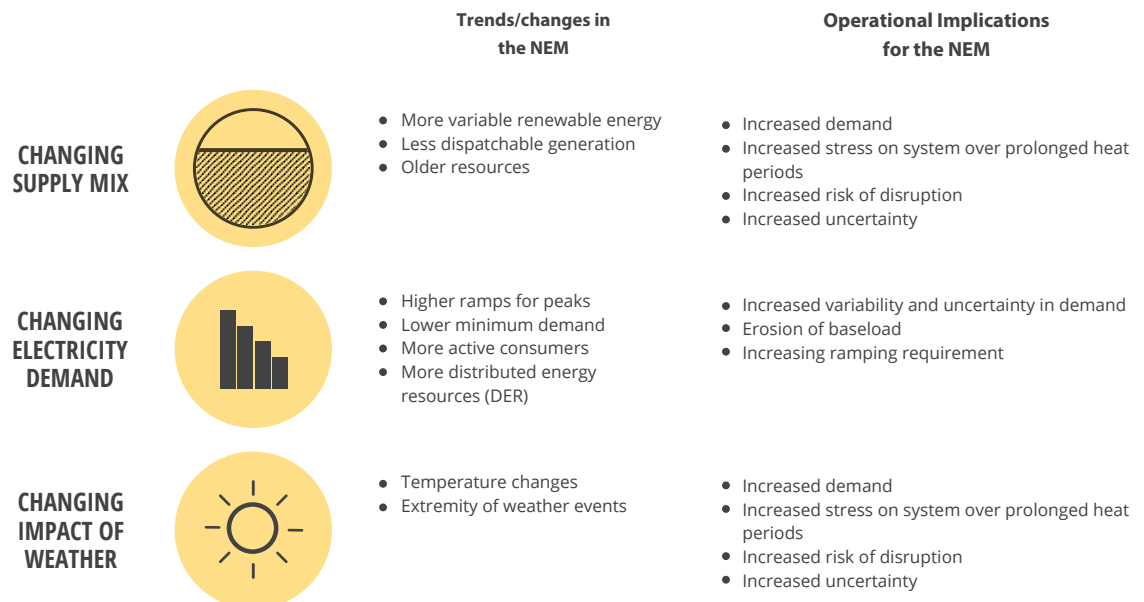 Trends/changes in
the NEM
Operational Implications
for the NEM
CHANGING
SUPPLY MIX
● More variable renewable energy
● Less dispatchable generation
● Older resources
● Increased demand
● Increased stress on system over prolonged heat
periods
● Increased risk of disruption
● Increased uncertainty
CHANGING
ELECTRICITY
DEMAND
● Higher ramps for peaks
● Lower minimum demand
● More active consumers
● More distributed energy
resources (DER)
● Increased variability and uncertainty in demand
● Erosion of baseload
● Increasing ramping requirement
CHANGING
IMPACT OF
WEATHER
● Temperature changes
● Extremity of weather events
● Increased demand
● Increased stress on system over prolonged heat
periods
● Increased risk of disruption
● Increased uncertainty